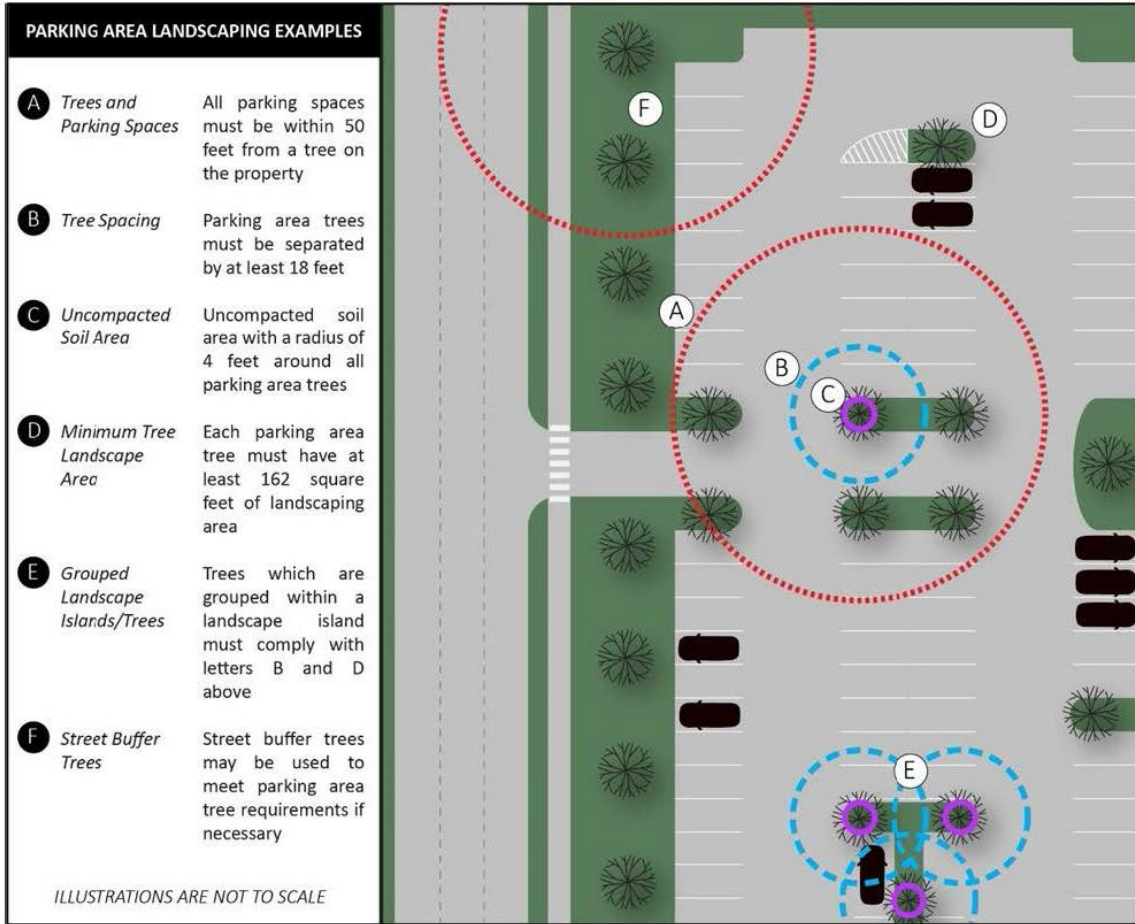 PARKING AREA LANDSCAPING EXAMPLES
A
Trees and
Parking Spaces
All parking spaces
must be within 50
feet from a tree on
the property
B
Tree Spacing
Parking area trees
must be separated
by at least 18 feet
C
Uncompacted
Soil Area
Uncompacted soil
area with a radius of
4 feet around all
parking area trees
D
Minimum Tree
Landscape
Area
Each parking area
tree must have at
least 162 square
feet of landscaping
area
E
Grouped
Landscape
Islands/Trees
Trees which are
grouped within a
landscape island
must comply with
letters B and D
above
F
Street Buffer
Trees
Street buffer trees
may be used to
meet parking area
tree requirements if
necessary
ILLUSTRATIONS ARE NOT TO SCALE
F
D
A
B
C
E